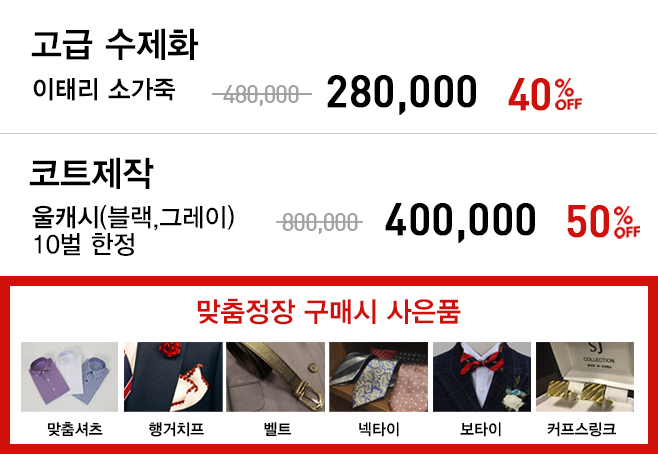 고급 수제화
이태리 소가죽 480,000 280,000 40% OFF
코트제작
울캐시(블랙,그레이) 800,000 400,000 50% OFF
10벌 한정
맞춤정장 구매시 사은품
SJ
COLLECTION
MADE IN KOREA
맞춤셔츠 행거치프 벨트 넥타이 보타이 커프스링크